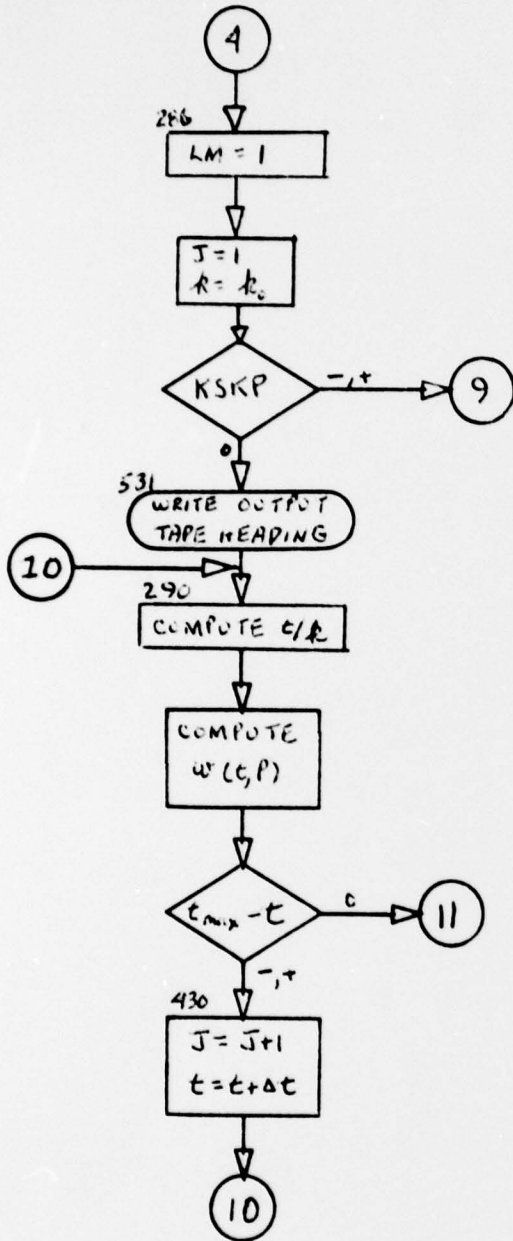 4
286
LM = 1
J = 1
k = k₀
KSKP
-,+
9
0
531
WRITE OUTPUT
TAPE HEADING
10
290
COMPUTE t/k
COMPUTE
w(t,P)
t max - t
0
11
-,+
430
J = J+1
t = t+Δt
10